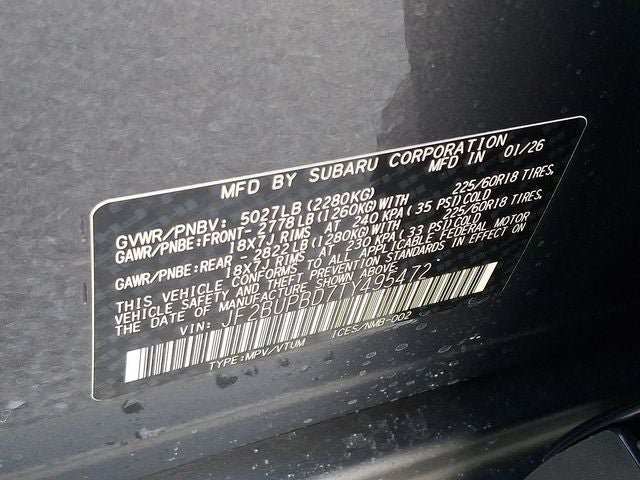 MFD BY SUBARU CORPORATION
MFD IN 01/26
GVWR/PNBV: 5027LB (2280KG)
GAWR/PNBE:FRONT- 2778LB (1260KG) WITH 225/60R18 TIRES,
18X7J RIMS AT 240 KPA ( 35 PSI) COLD
GAWR/PNBE:REAR - 2822LB (1280KG) WITH 225/60R18 TIRES,
18X7J RIMS AT 230 KPA ( 33 PSI) COLD
THIS VEHICLE CONFORMS TO ALL APPLICABLE FEDERAL MOTOR
VEHICLE SAFETY AND THEFT PREVENTION STANDARDS IN EFFECT ON
THE DATE OF MANUFACTURE SHOWN ABOVE.
TYPE:MPV/VTUM ICES/NMB-002